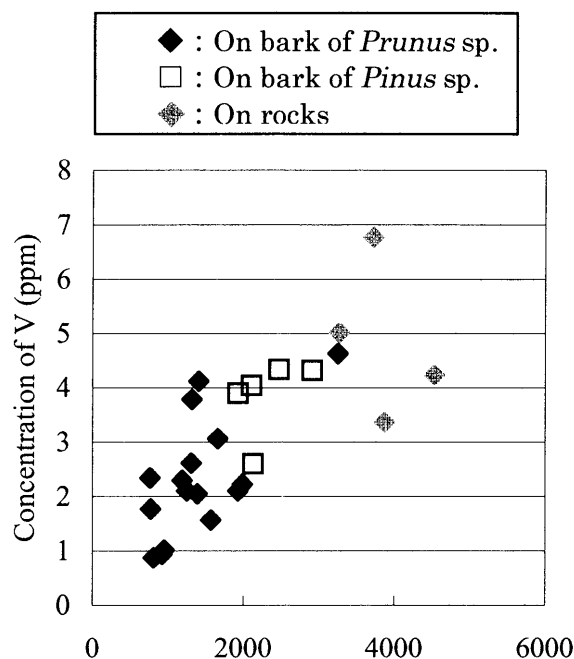 ◆ : On bark of Prunus sp.
□ : On bark of Pinus sp.
◆ : On rocks
Concentration of V (ppm)
8
7
6
5
4
3
2
1
0
0 2000 4000 6000